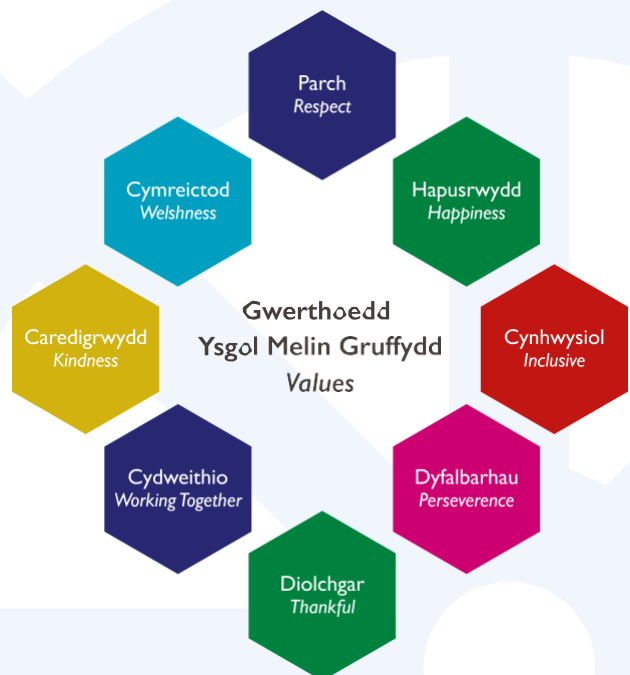 Parch
Respect
Hapusrwydd
Happiness
Cynhwysiol
Inclusive
Dyfalbarhau
Perseverence
Diolchgar
Thankful
Cydweithio
Working Together
Caredigrwydd
Kindness
Cymreictod
Welshness
Gwerthoedd
Ysgol Melin Gruffydd
Values